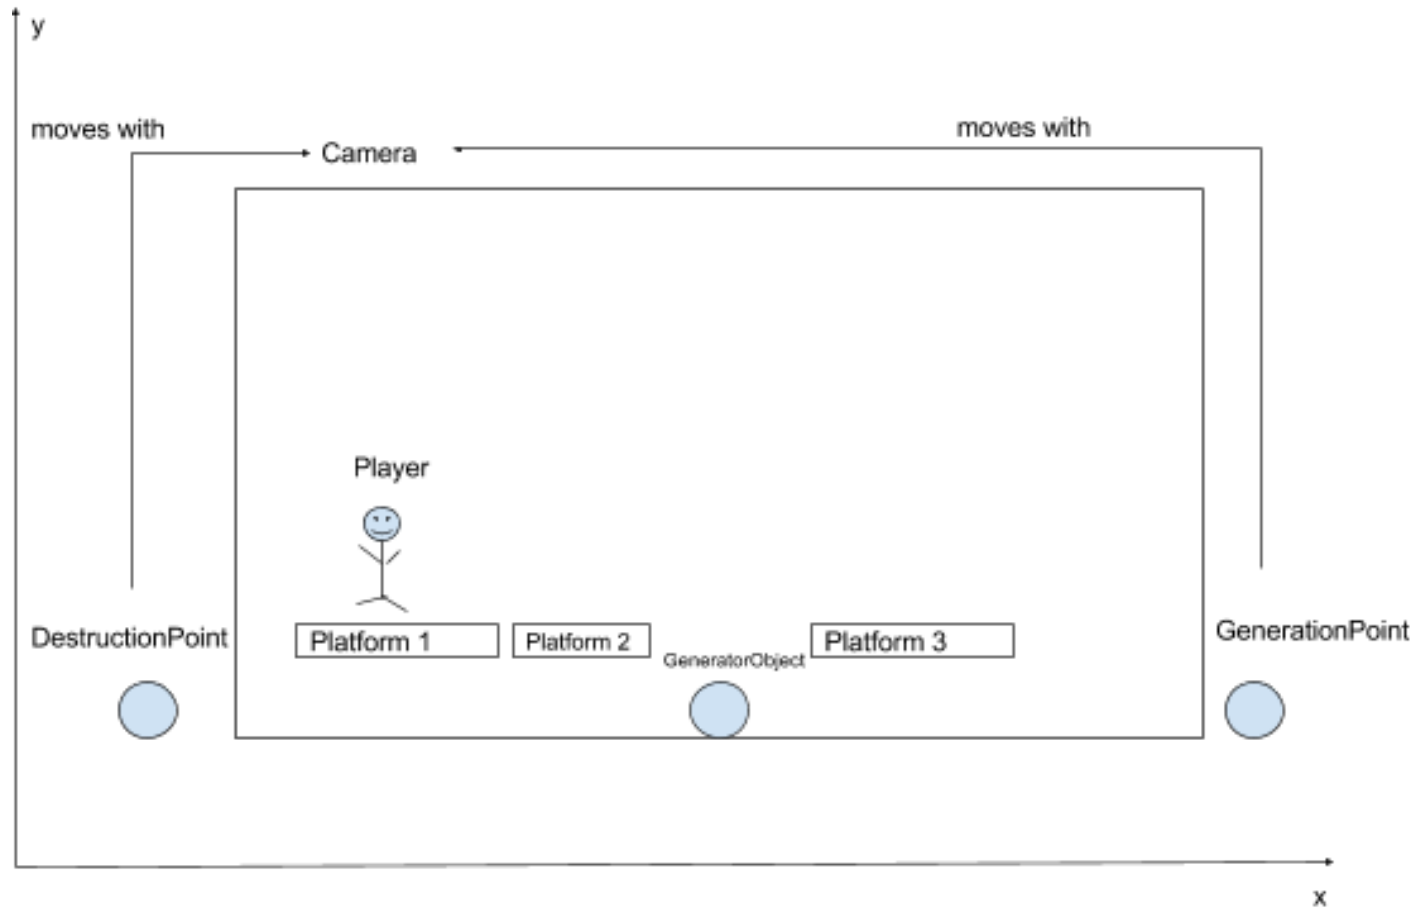 y
moves with
moves with
Camera
Player
DestructionPoint
Platform 1
Platform 2
GeneratorObject
Platform 3
GenerationPoint
x